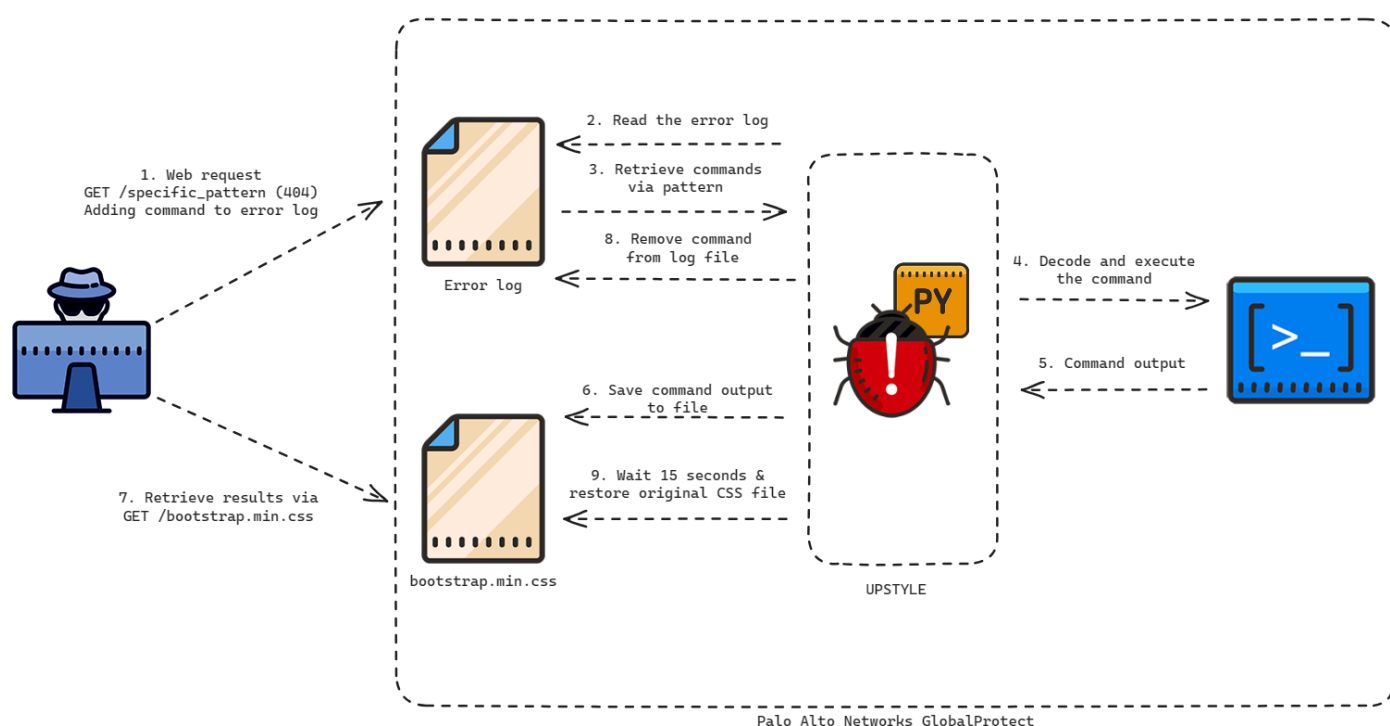 1. Web request
GET /specific_pattern (404)
Adding command to error log
2. Read the error log
3. Retrieve commands
via pattern
8. Remove command
from log file
Error log
PY
4. Decode and execute
the command
>_
5. Command output
6. Save command output
to file
7. Retrieve results via
GET /bootstrap.min.css
9. Wait 15 seconds &
restore original CSS file
bootstrap.min.css
UPSTYLE
Palo Alto Networks GlobalProtect